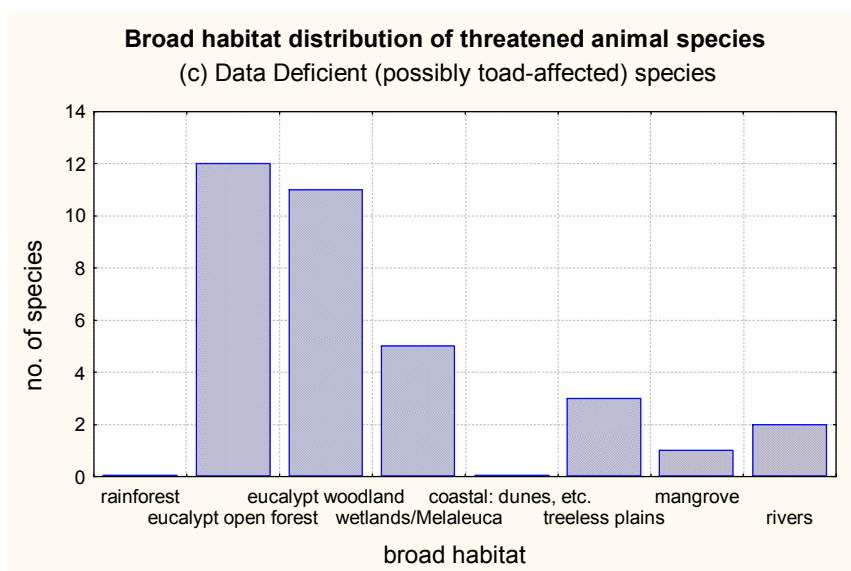 Broad habitat distribution of threatened animal species
(c) Data Deficient (possibly toad-affected) species
no. of species
14
12
10
8
6
4
2
0
rainforest eucalypt woodland coastal: dunes, etc. mangrove
eucalypt open forest wetlands/Melaleuca treeless plains rivers
broad habitat